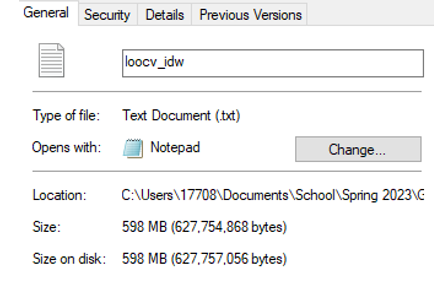 General Security Details Previous Versions
loocv_idw
Type of file: Text Document (.txt)
Opens with: Notepad Change...
Location: C:\Users\17708\Documents\School\Spring 2023\G
Size: 598 MB (627,754,868 bytes)
Size on disk: 598 MB (627,757,056 bytes)